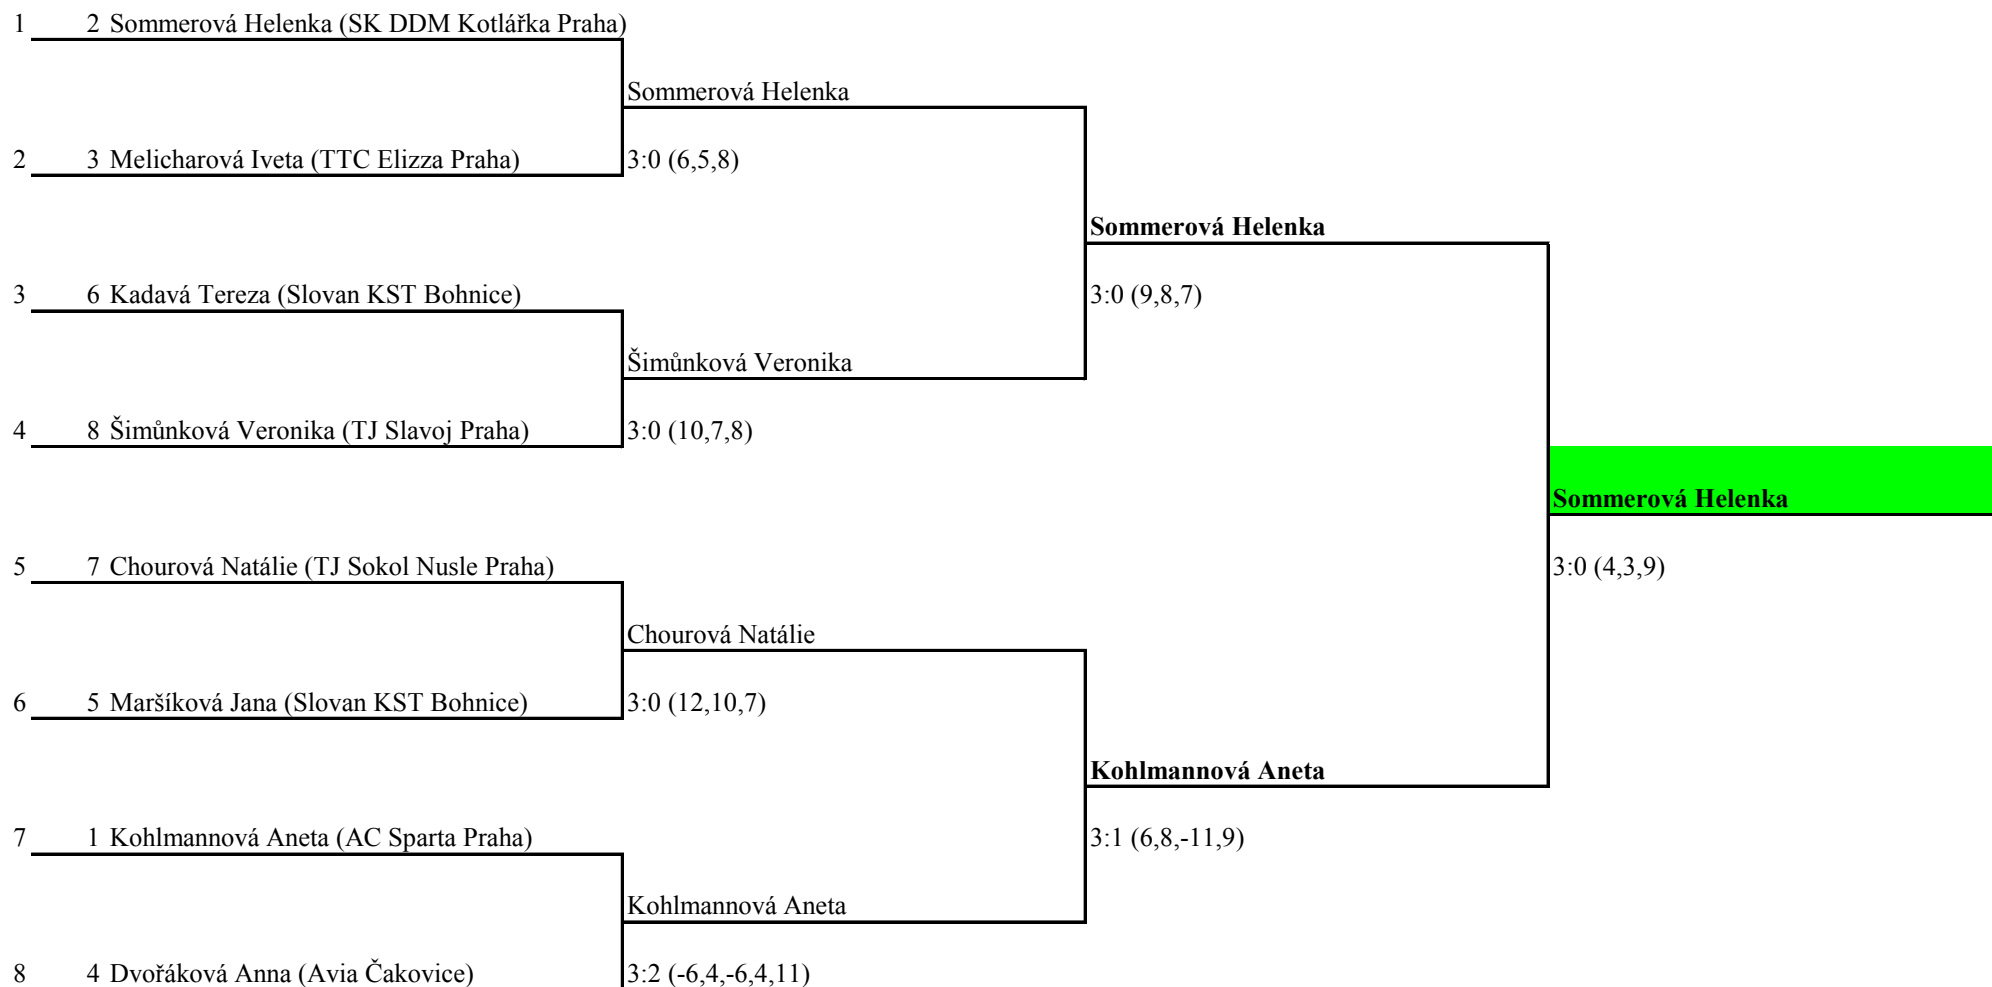 1 2 Sommerová Helenka (SK DDM Kotlářka Praha)
Sommerová Helenka
2 3 Melicharová Iveta (TTC Elizza Praha) 3:0 (6,5,8)
Sommerová Helenka
3 6 Kadavá Tereza (Slovan KST Bohnice) 3:0 (9,8,7)
Šimůnková Veronika
4 8 Šimůnková Veronika (TJ Slavoj Praha) 3:0 (10,7,8)
Sommerová Helenka
5 7 Chourová Natálie (TJ Sokol Nusle Praha) 3:0 (4,3,9)
Chourová Natálie
6 5 Maršíková Jana (Slovan KST Bohnice) 3:0 (12,10,7)
Kohlmannová Aneta
7 1 Kohlmannová Aneta (AC Sparta Praha) 3:1 (6,8,-11,9)
Kohlmannová Aneta
8 4 Dvořáková Anna (Avia Čakovice) 3:2 (-6,4,-6,4,11)